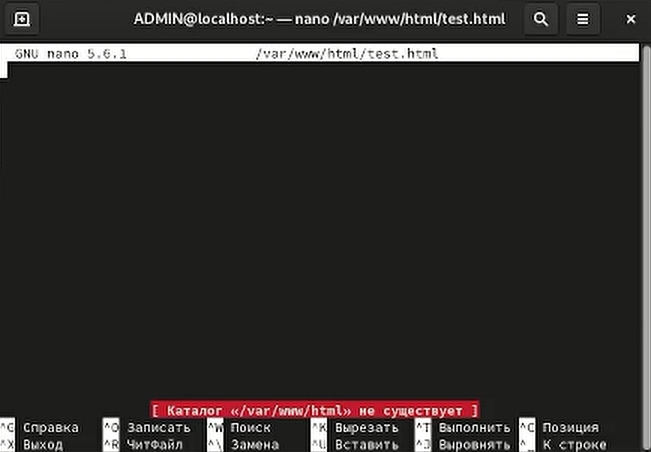 ADMIN@localhost:~ — nano /var/www/html/test.html
GNU nano 5.6.1 /var/www/html/test.html
[ Каталог «/var/www/html» не существует ]
^G Справка ^O Записать ^W Поиск ^K Вырезать ^T Выполнить ^C Позиция
^X Выход ^R ЧитФайл ^\ Замена ^U Вставить ^J Выровнять ^_ К строке